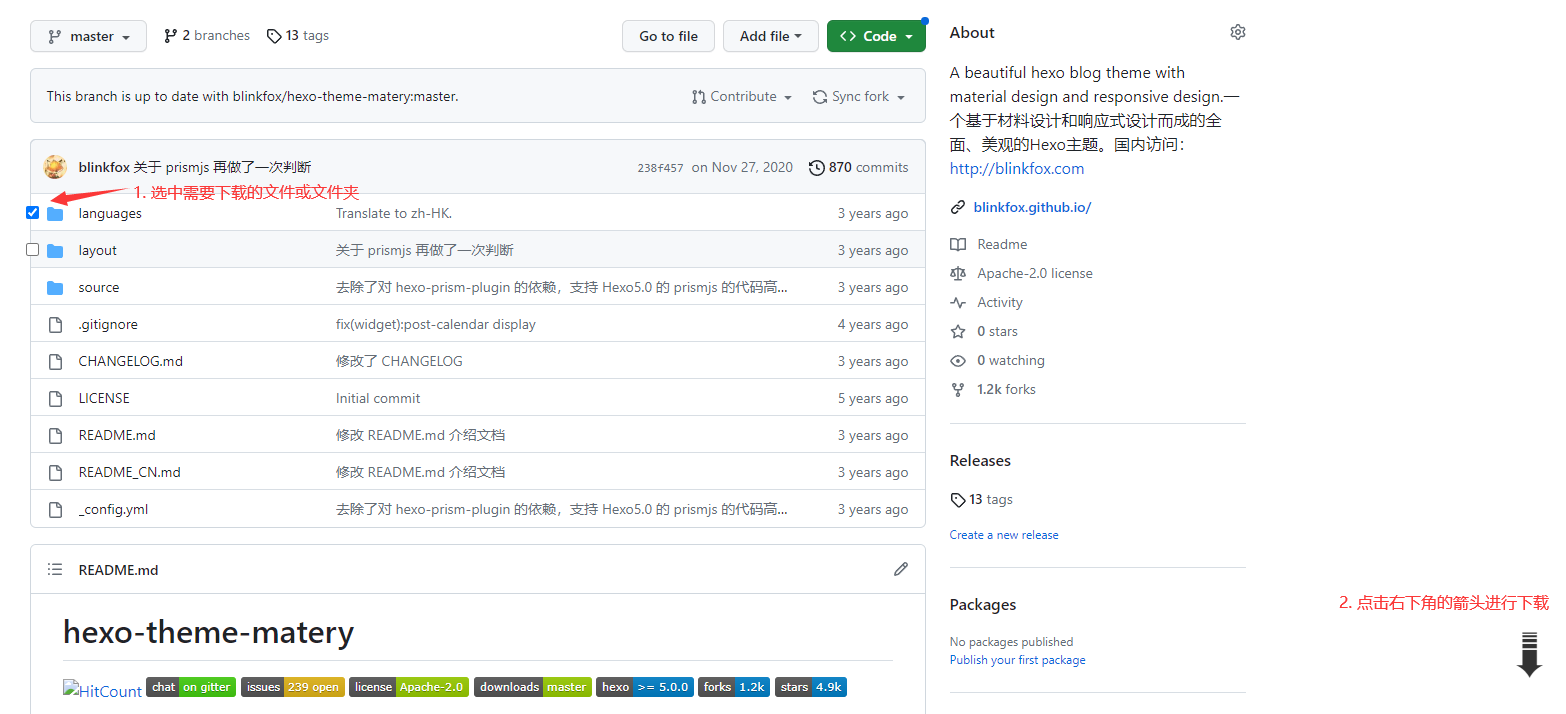 master 2 branches 13 tags Go to file Add file Code
This branch is up to date with blinkfox/hexo-theme-matery:master. Contribute Sync fork
blinkfox 关于 prismjs 再做了一次判断 238f457 on Nov 27, 2020 870 commits
1. 选中需要下载的文件或文件夹
languages Translate to zh-HK. 3 years ago
layout 关于 prismjs 再做了一次判断 3 years ago
source 去除了对 hexo-prism-plugin 的依赖，支持 Hexo5.0 的 prismjs 的代码高... 3 years ago
.gitignore fix(widget):post-calendar display 4 years ago
CHANGELOG.md 修改了 CHANGELOG 3 years ago
LICENSE Initial commit 5 years ago
README.md 修改 README.md 介绍文档 3 years ago
README_CN.md 修改 README.md 介绍文档 3 years ago
_config.yml 去除了对 hexo-prism-plugin 的依赖，支持 Hexo5.0 的 prismjs 的代码高... 3 years ago
README.md
hexo-theme-matery
HitCount chat on gitter issues 239 open license Apache-2.0 downloads master hexo >= 5.0.0 forks 1.2k stars 4.9k
About
A beautiful hexo blog theme with
material design and responsive design.一
个基于材料设计和响应式设计而成的全
面、美观的Hexo主题。国内访问：
http://blinkfox.com
blinkfox.github.io/
Readme
Apache-2.0 license
Activity
0 stars
0 watching
1.2k forks
Releases
13 tags
Create a new release
Packages
No packages published
Publish your first package
2. 点击右下角的箭头进行下载